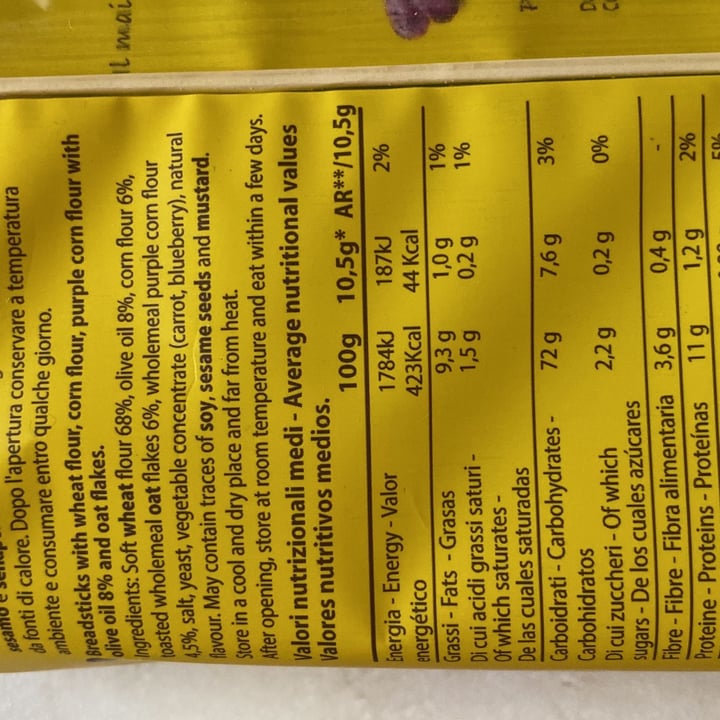 da fonti di calore. Dopo l'apertura conservare a temperatura
ambiente e consumare entro qualche giorno.
Breadsticks with wheat flour, corn flour, purple corn flour with
olive oil 8% and oat flakes.
Ingredients: Soft wheat flour 68%, olive oil 8%, corn flour 6%,
toasted wholemeal oat flakes 6%, wholemeal purple corn flour
4,5%, salt, yeast, vegetable concentrate (carrot, blueberry), natural
flavour. May contain traces of soy, sesame seeds and mustard.
Store in a cool and dry place and far from heat.
After opening, store at room temperature and eat within a few days.
Valori nutrizionali medi - Average nutritional values
Valores nutritivos medios.
100g 10,5g* AR**/10,5g
Energia - Energy - Valor 1784kJ 187kJ 2%
energético 423Kcal 44 Kcal
Grassi - Fats - Grasas 9,3 g 1,0 g 1%
Di cui acidi grassi saturi - 1,5 g 0,2 g 1%
Of which saturates -
De las cuales saturadas
Carboidrati - Carbohydrates - 72 g 7,6 g 3%
Carbohidratos
Di cui zuccheri - Of which 2,2 g 0,2 g 0%
sugars - De los cuales azúcares
Fibre - Fibre - Fibra alimentaria 3,6 g 0,4 g -
Proteine - Proteins - Proteínas 11 g 1,2 g 2%
5%